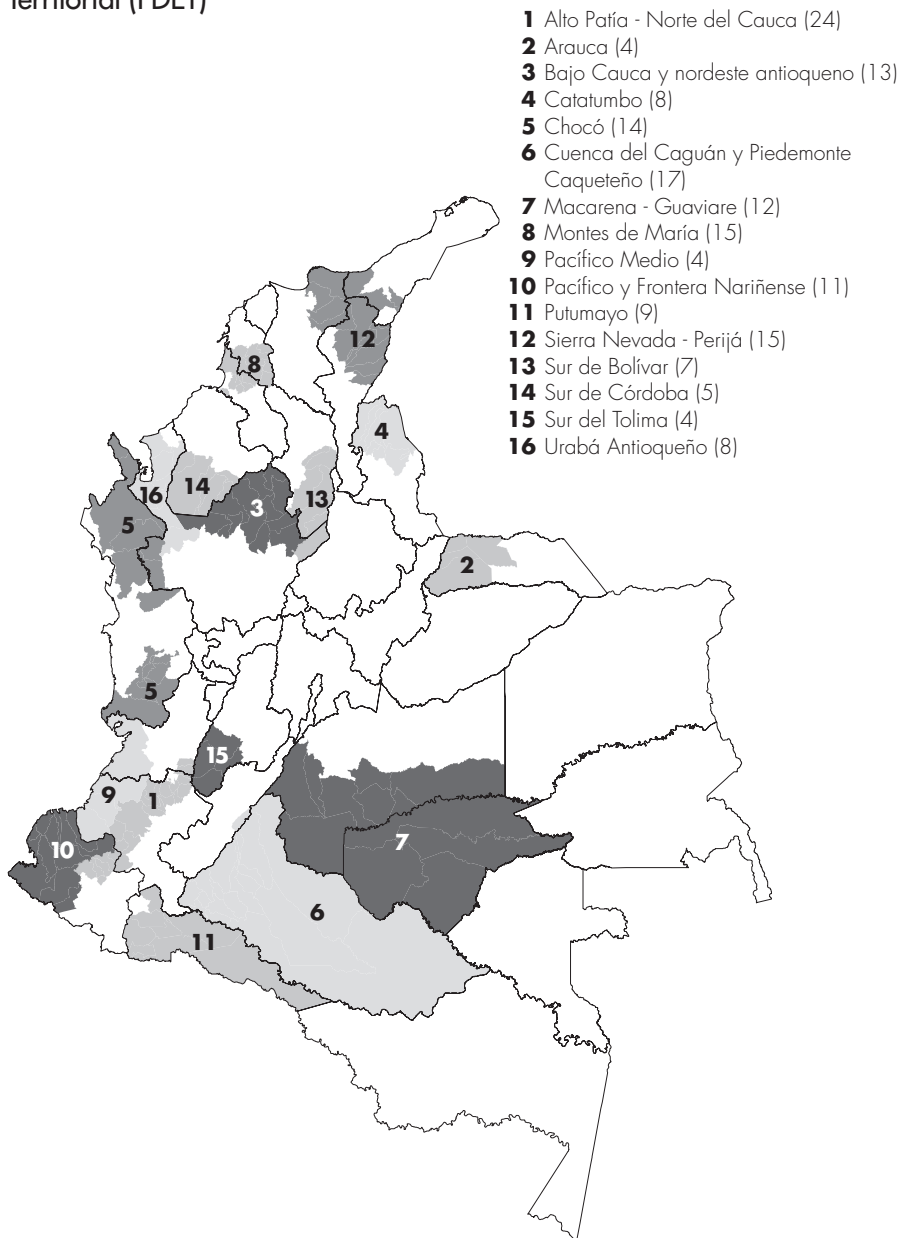 Territorial (PDET)
1 Alto Patía - Norte del Cauca (24)
2 Arauca (4)
3 Bajo Cauca y nordeste antioqueno (13)
4 Catatumbo (8)
5 Chocó (14)
6 Cuenca del Caguán y Piedemonte
Caqueteño (17)
7 Macarena - Guaviare (12)
8 Montes de María (15)
9 Pacífico Medio (4)
10 Pacífico y Frontera Nariñense (11)
11 Putumayo (9)
12 Sierra Nevada - Perijá (15)
13 Sur de Bolívar (7)
14 Sur de Córdoba (5)
15 Sur del Tolima (4)
16 Urabá Antioqueño (8)
12
8
4
14
16
3
13
5
2
5
15
9
1
10
7
6
11